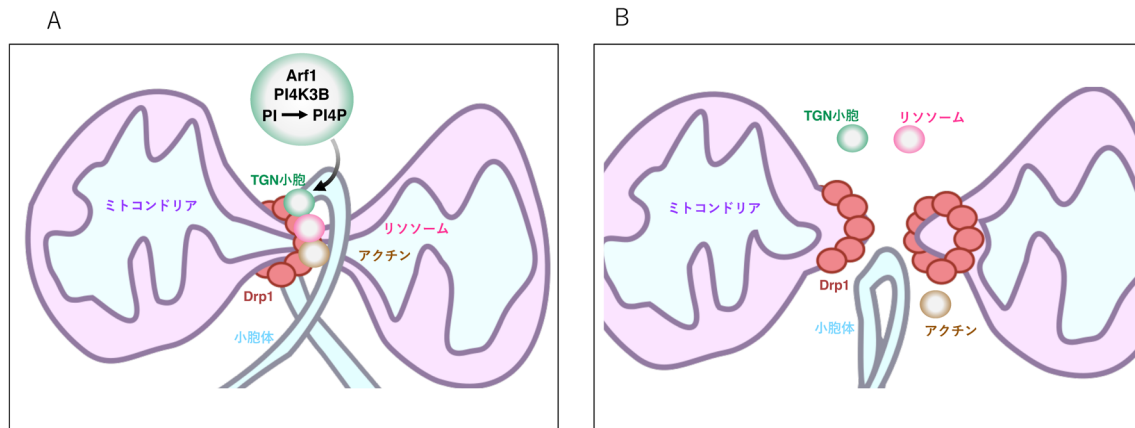 A
Arf1
PI4K3B
PI → PI4P
TGN小胞
ミトコンドリア
リソソーム
アクチン
Drp1
小胞体
B
TGN小胞
リソソーム
ミトコンドリア
Drp1
小胞体
アクチン